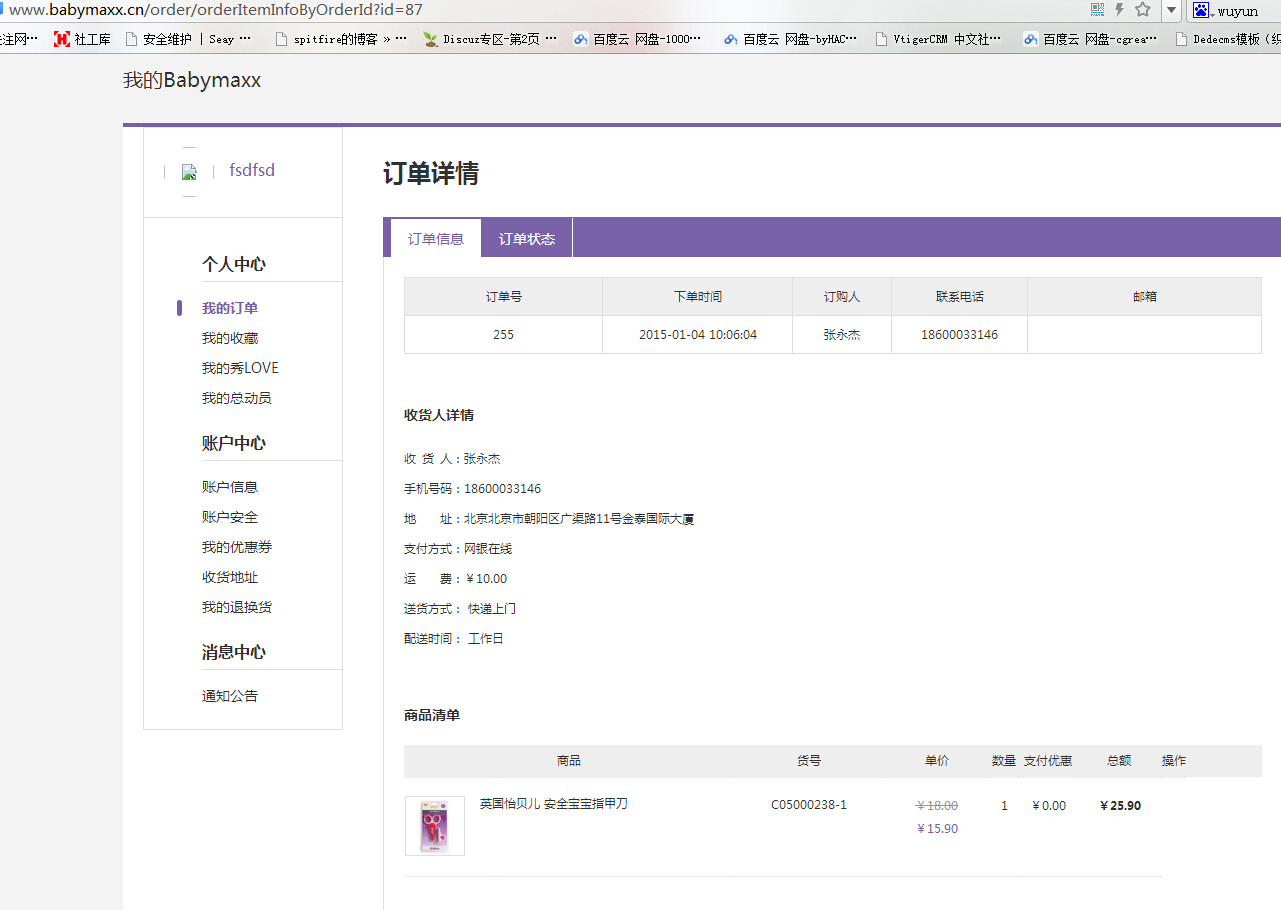 www.babymaxx.cn/order/orderItemInfoByOrderId?id=87
wuyun
关注网… 社工库 安全维护 | Seay … spitfire的博客 » … Discuz专区-第2页 … 百度云 网盘-1000… 百度云 网盘-byHAC… VtigerCRM 中文社… 百度云 网盘-cgrea… Dedecms模板（织
我的Babymaxx
fsdfsd
个人中心
我的订单
我的收藏
我的秀LOVE
我的总动员
账户中心
账户信息
账户安全
我的优惠券
收货地址
我的退换货
消息中心
通知公告
订单详情
订单信息 订单状态
订单号 下单时间 订购人 联系电话 邮箱
255 2015-01-04 10:06:04 张永杰 18600033146
收货人详情
收 货 人：张永杰
手机号码：18600033146
地 址：北京北京市朝阳区广渠路11号金泰国际大厦
支付方式：网银在线
运 费：￥10.00
送货方式： 快递上门
配送时间： 工作日
商品清单
商品 货号 单价 数量 支付优惠 总额 操作
英国怡贝儿 安全宝宝指甲刀 C05000238-1 ￥18.00 1 ￥0.00 ￥25.90
￥15.90